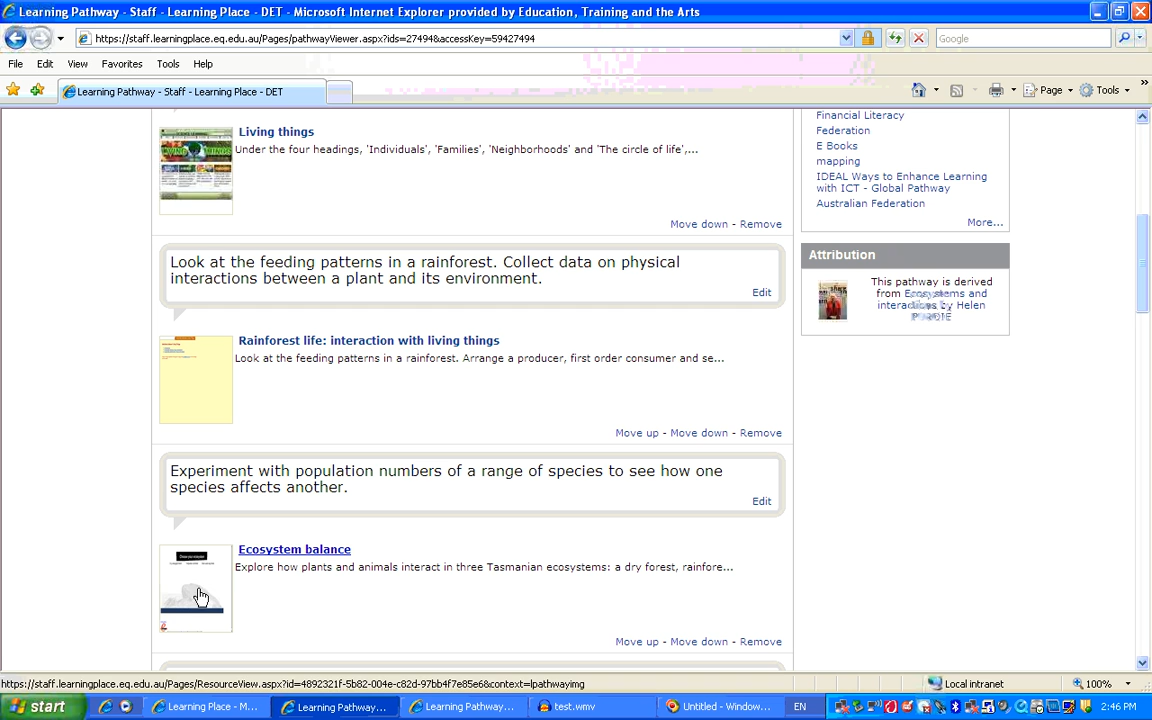 Learning Pathway - Staff - Learning Place - DET - Microsoft Internet Explorer provided by Education, Training and the Arts
https://staff.learningplace.eq.edu.au/Pages/pathwayViewer.aspx?ids=27494&accessKey=59427494
Google
File Edit View Favorites Tools Help
Learning Pathway - Staff - Learning Place - DET
Page Tools
Living things
Under the four headings, 'Individuals', 'Families', 'Neighborhoods' and 'The circle of life',...
Move down - Remove
Look at the feeding patterns in a rainforest. Collect data on physical
interactions between a plant and its environment.
Edit
Rainforest life: interaction with living things
Look at the feeding patterns in a rainforest. Arrange a producer, first order consumer and se...
Move up - Move down - Remove
Experiment with population numbers of a range of species to see how one
species affects another.
Edit
Ecosystem balance
Explore how plants and animals interact in three Tasmanian ecosystems: a dry forest, rainfore...
Move up - Move down - Remove
Financial Literacy
Federation
E Books
mapping
IDEAL Ways to Enhance Learning
with ICT - Global Pathway
Australian Federation
More...
Attribution
This pathway is derived
from Ecosystems and
interactions by Helen
https://staff.learningplace.eq.edu.au/Pages/ResourceView.aspx?id=4892321f-5b82-004e-c82d-97bb4f7e85e6&context=lpathwayimg
Local intranet
100%
start
Learning Place - M...
Learning Pathway...
Learning Pathway...
test.wmv
Untitled - Window...
EN
2:46 PM